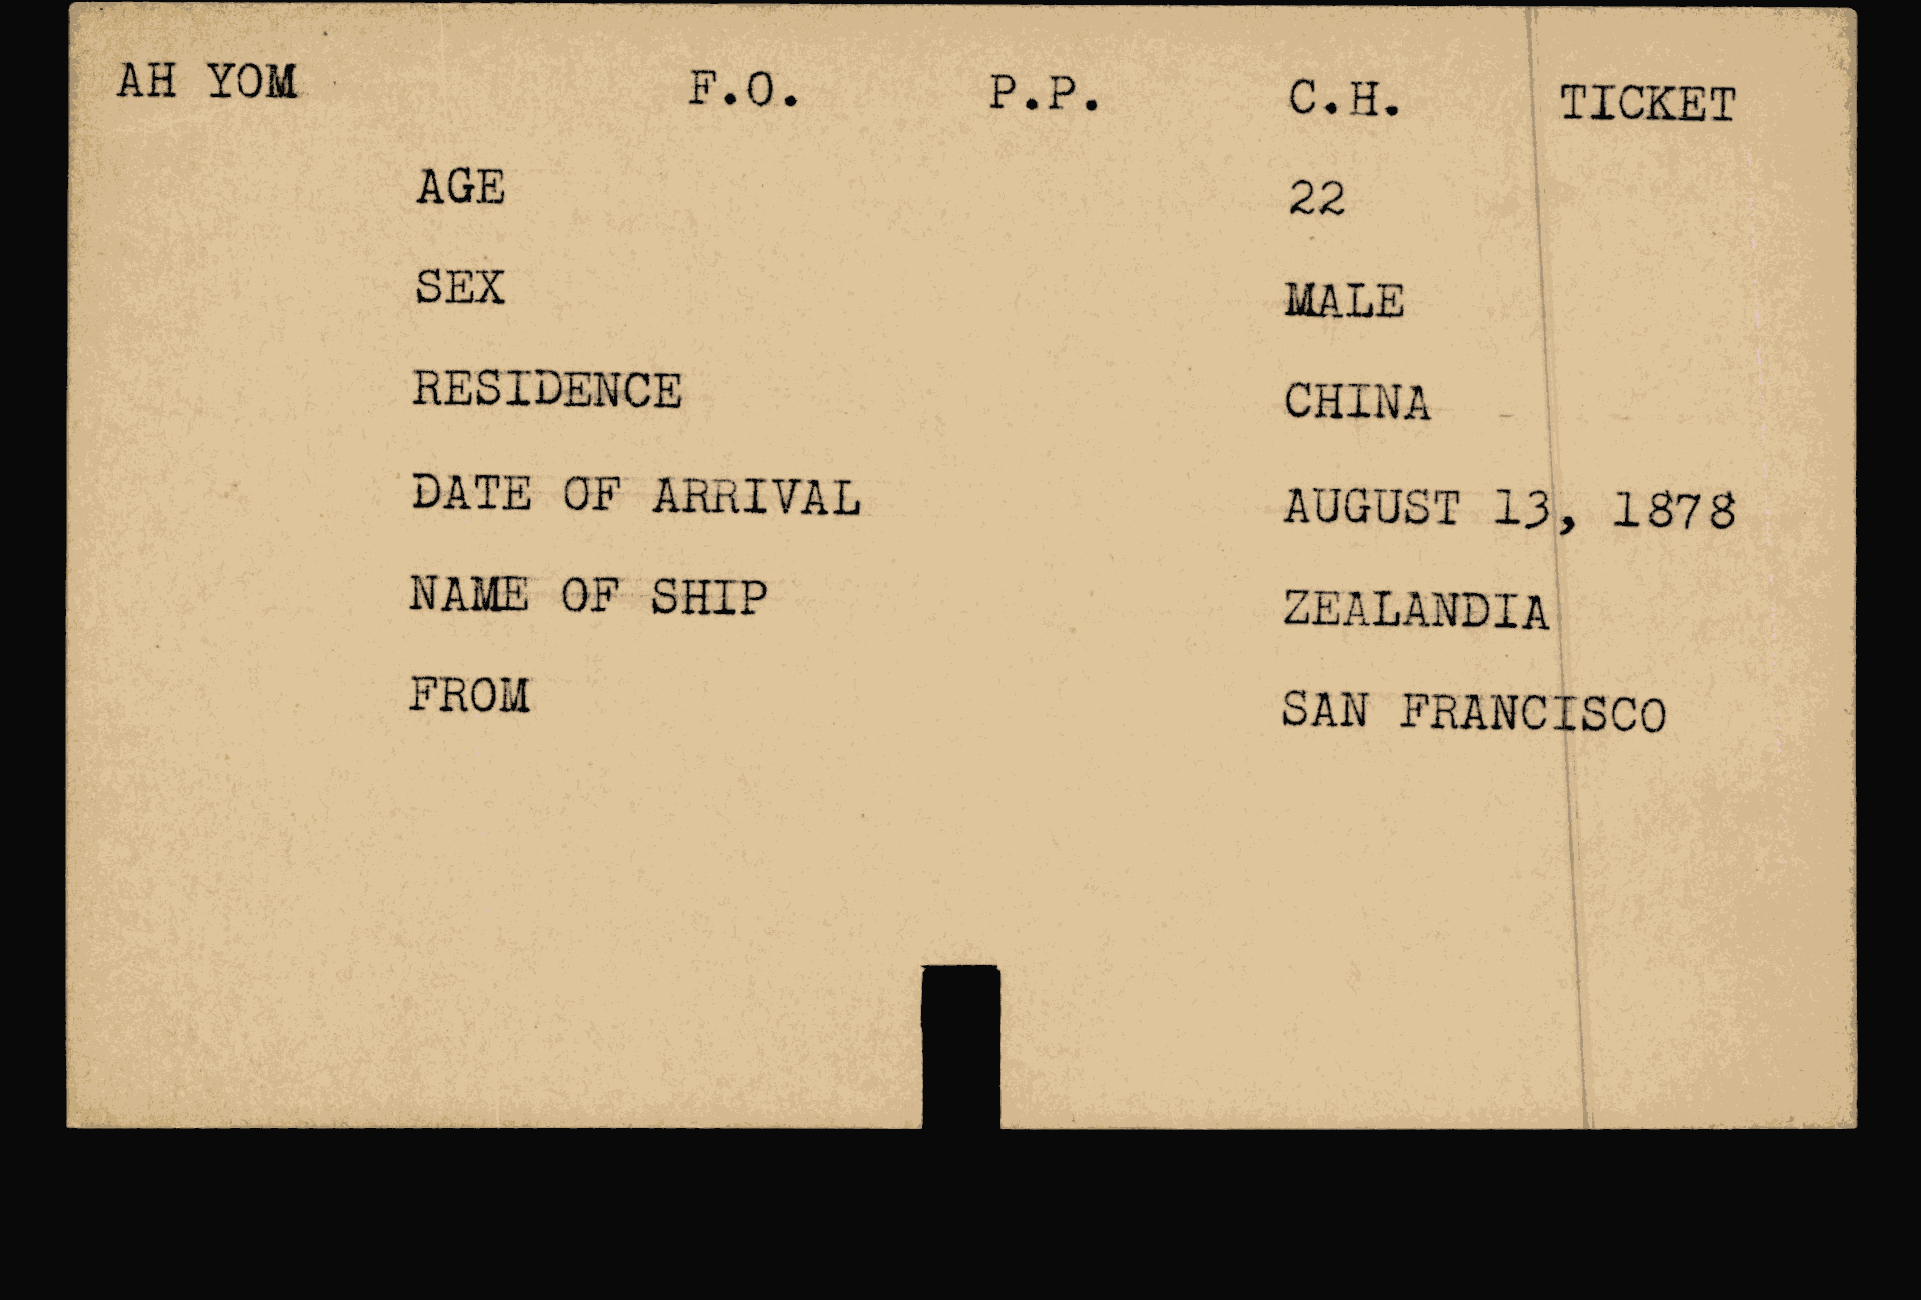 AH YOM F.O. P.P. C.H. TICKET
AGE 22
SEX MALE
RESIDENCE CHINA
DATE OF ARRIVAL AUGUST 13, 1878
NAME OF SHIP ZEALANDIA
FROM SAN FRANCISCO